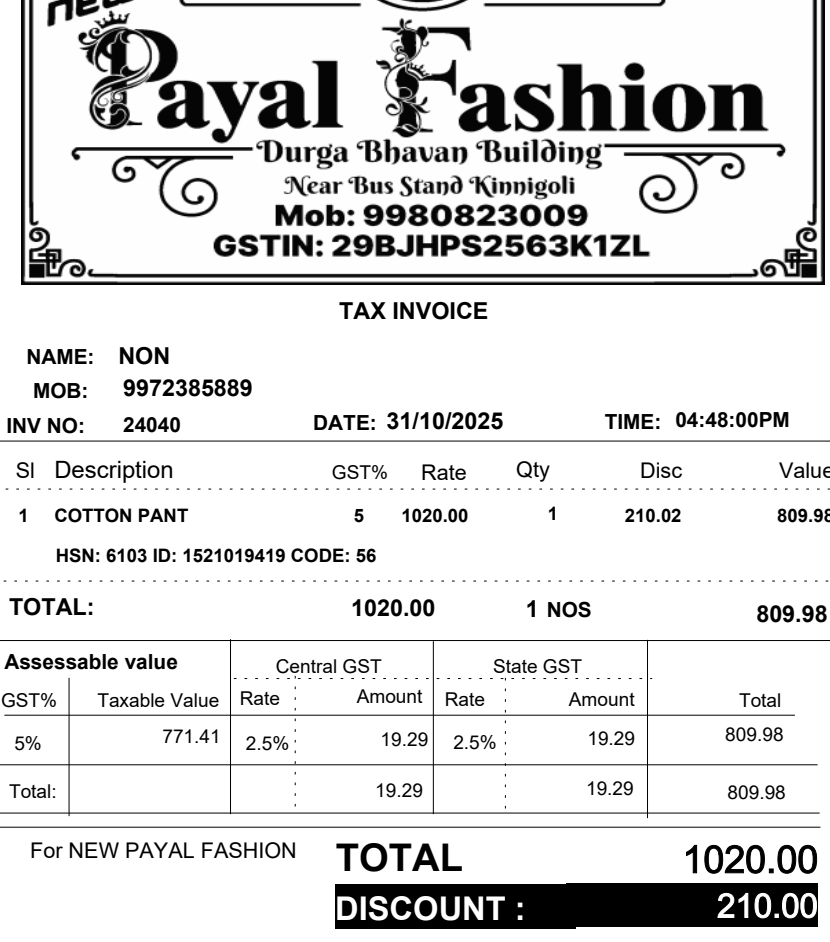 new
Payal Fashion
Durga Bhavan Building
Near Bus Stand Kinnigoli
Mob: 9980823009
GSTIN: 29BJHPS2563K1ZL
TAX INVOICE
NAME: NON
MOB: 9972385889
INV NO: 24040 DATE: 31/10/2025 TIME: 04:48:00PM
Sl Description GST% Rate Qty Disc Value
1 COTTON PANT 5 1020.00 1 210.02 809.98
HSN: 6103 ID: 1521019419 CODE: 56
TOTAL: 1020.00 1 NOS 809.98
Assessable value Central GST State GST
GST% Taxable Value Rate Amount Rate Amount Total
5% 771.41 2.5% 19.29 2.5% 19.29 809.98
Total: 19.29 19.29 809.98
For NEW PAYAL FASHION TOTAL 1020.00
DISCOUNT : 210.00